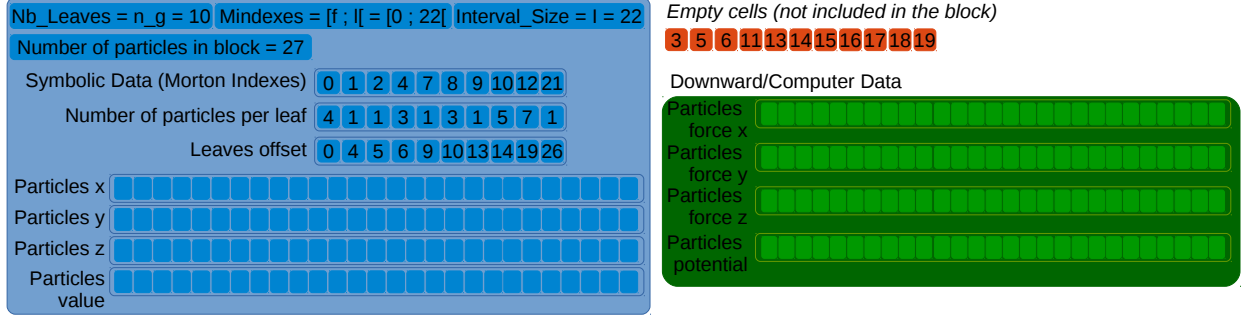 Nb_Leaves = n_g = 10 Mindexes = [f ; l[ = [0 ; 22[ Interval_Size = I = 22
Number of particles in block = 27
Symbolic Data (Morton Indexes) 0 1 2 4 7 8 9 10 12 21
Number of particles per leaf 4 1 1 3 1 3 1 5 7 1
Leaves offset 0 4 5 6 9 10 13 14 19 26
Particles x
Particles y
Particles z
Particles
value
Empty cells (not included in the block)
3 5 6 11 13 14 15 16 17 18 19
Downward/Computer Data
Particles
force x
Particles
force y
Particles
force z
Particles
potential